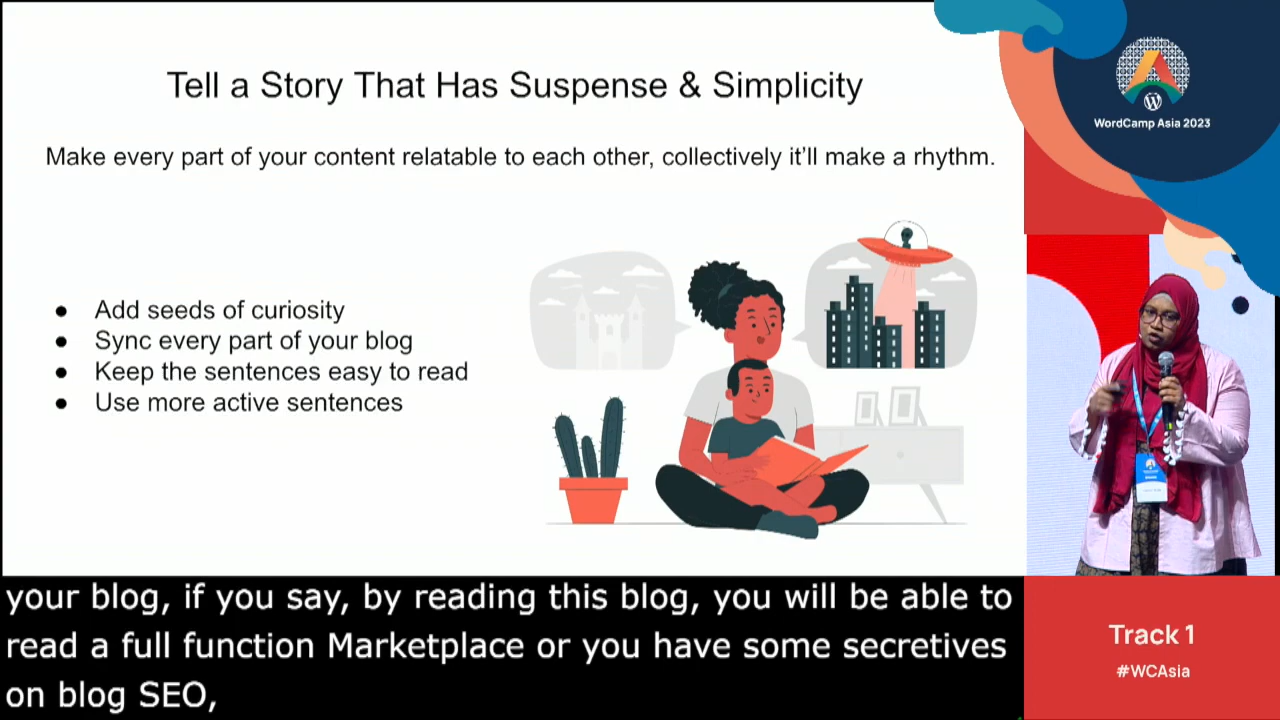 Tell a Story That Has Suspense & Simplicity
Make every part of your content relatable to each other, collectively it'll make a rhythm.
● Add seeds of curiosity
● Sync every part of your blog
● Keep the sentences easy to read
● Use more active sentences
WordCamp Asia 2023
your blog, if you say, by reading this blog, you will be able to
read a full function Marketplace or you have some secretives
on blog SEO,
Track 1
#WCAsia